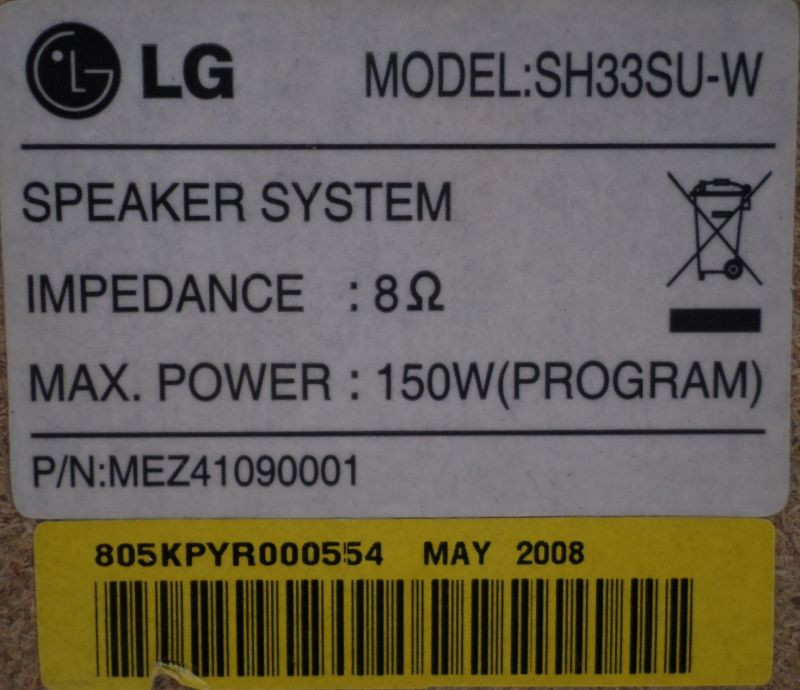 LG MODEL:SH33SU-W
SPEAKER SYSTEM
IMPEDANCE : 8Ω
MAX. POWER : 150W(PROGRAM)
P/N:MEZ41090001
805KPYR000554 MAY 2008